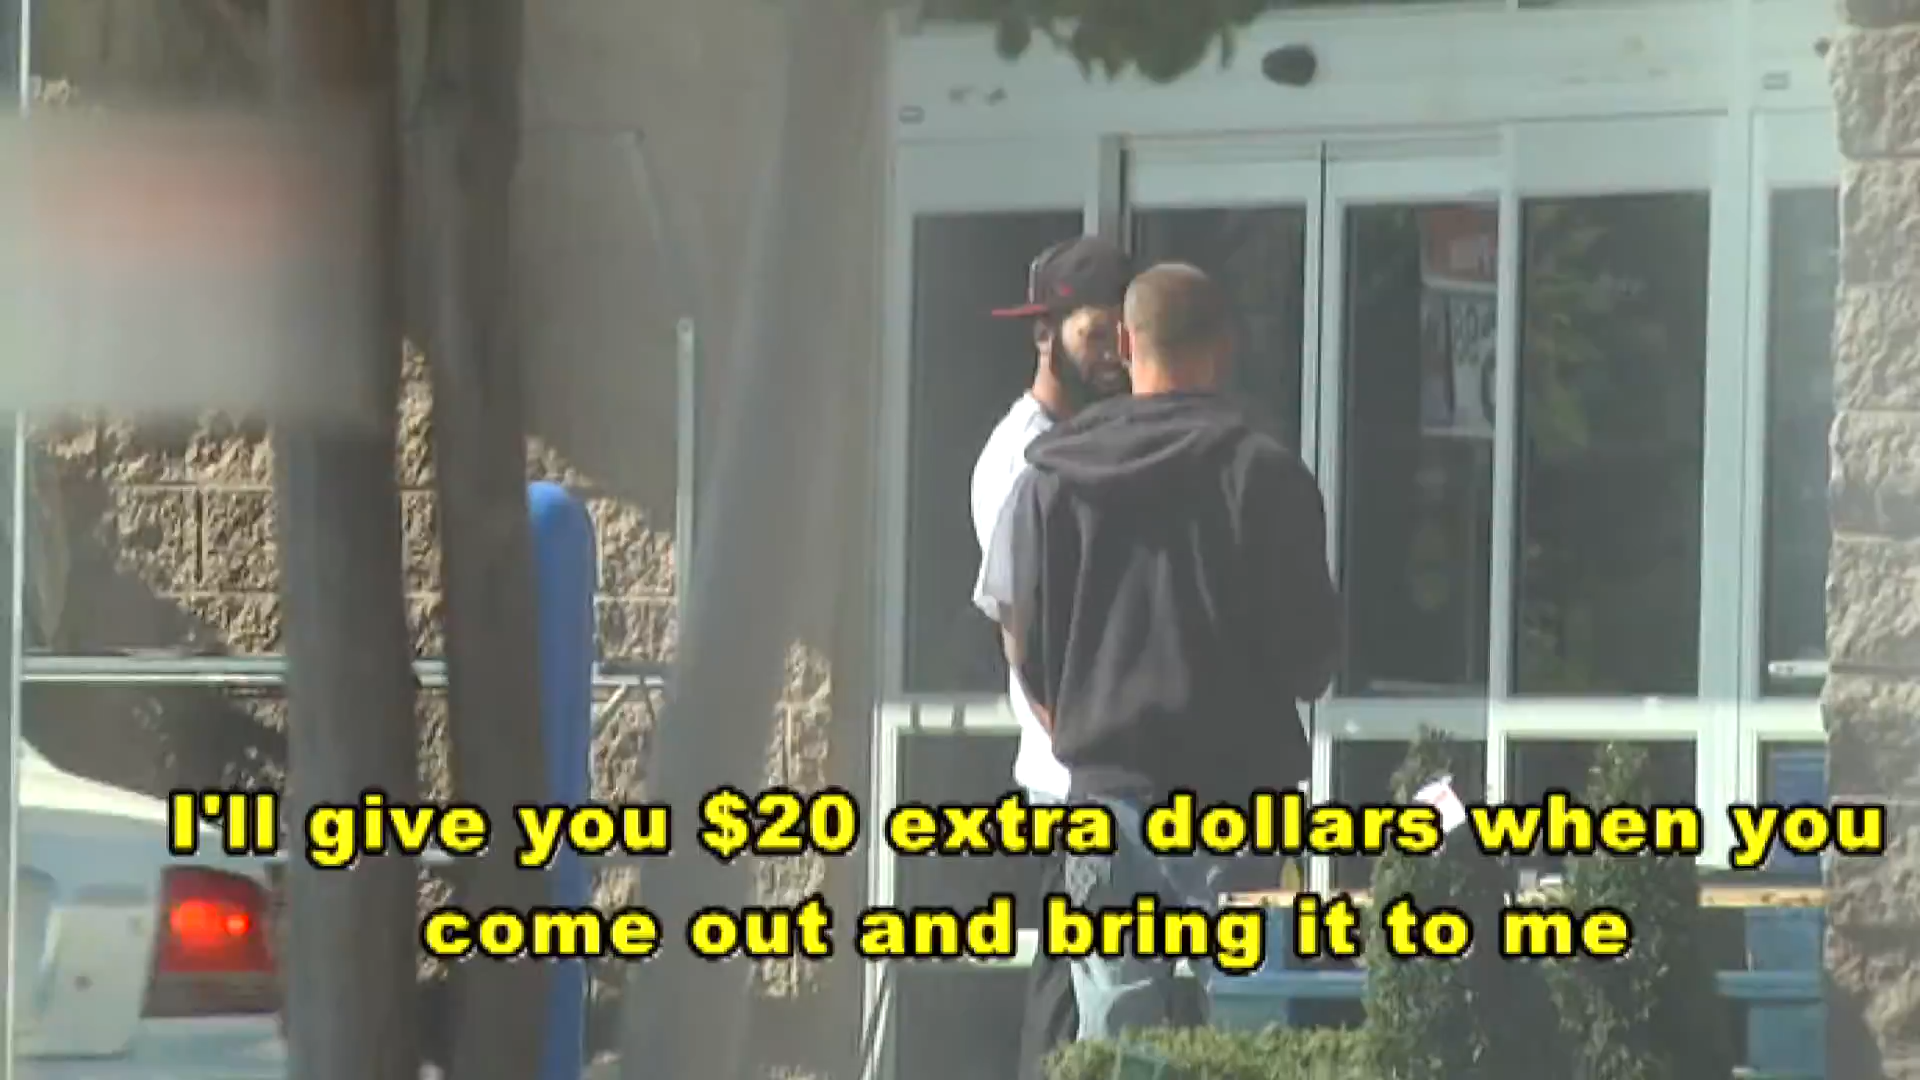 I'll give you $20 extra dollars when you
come out and bring it to me